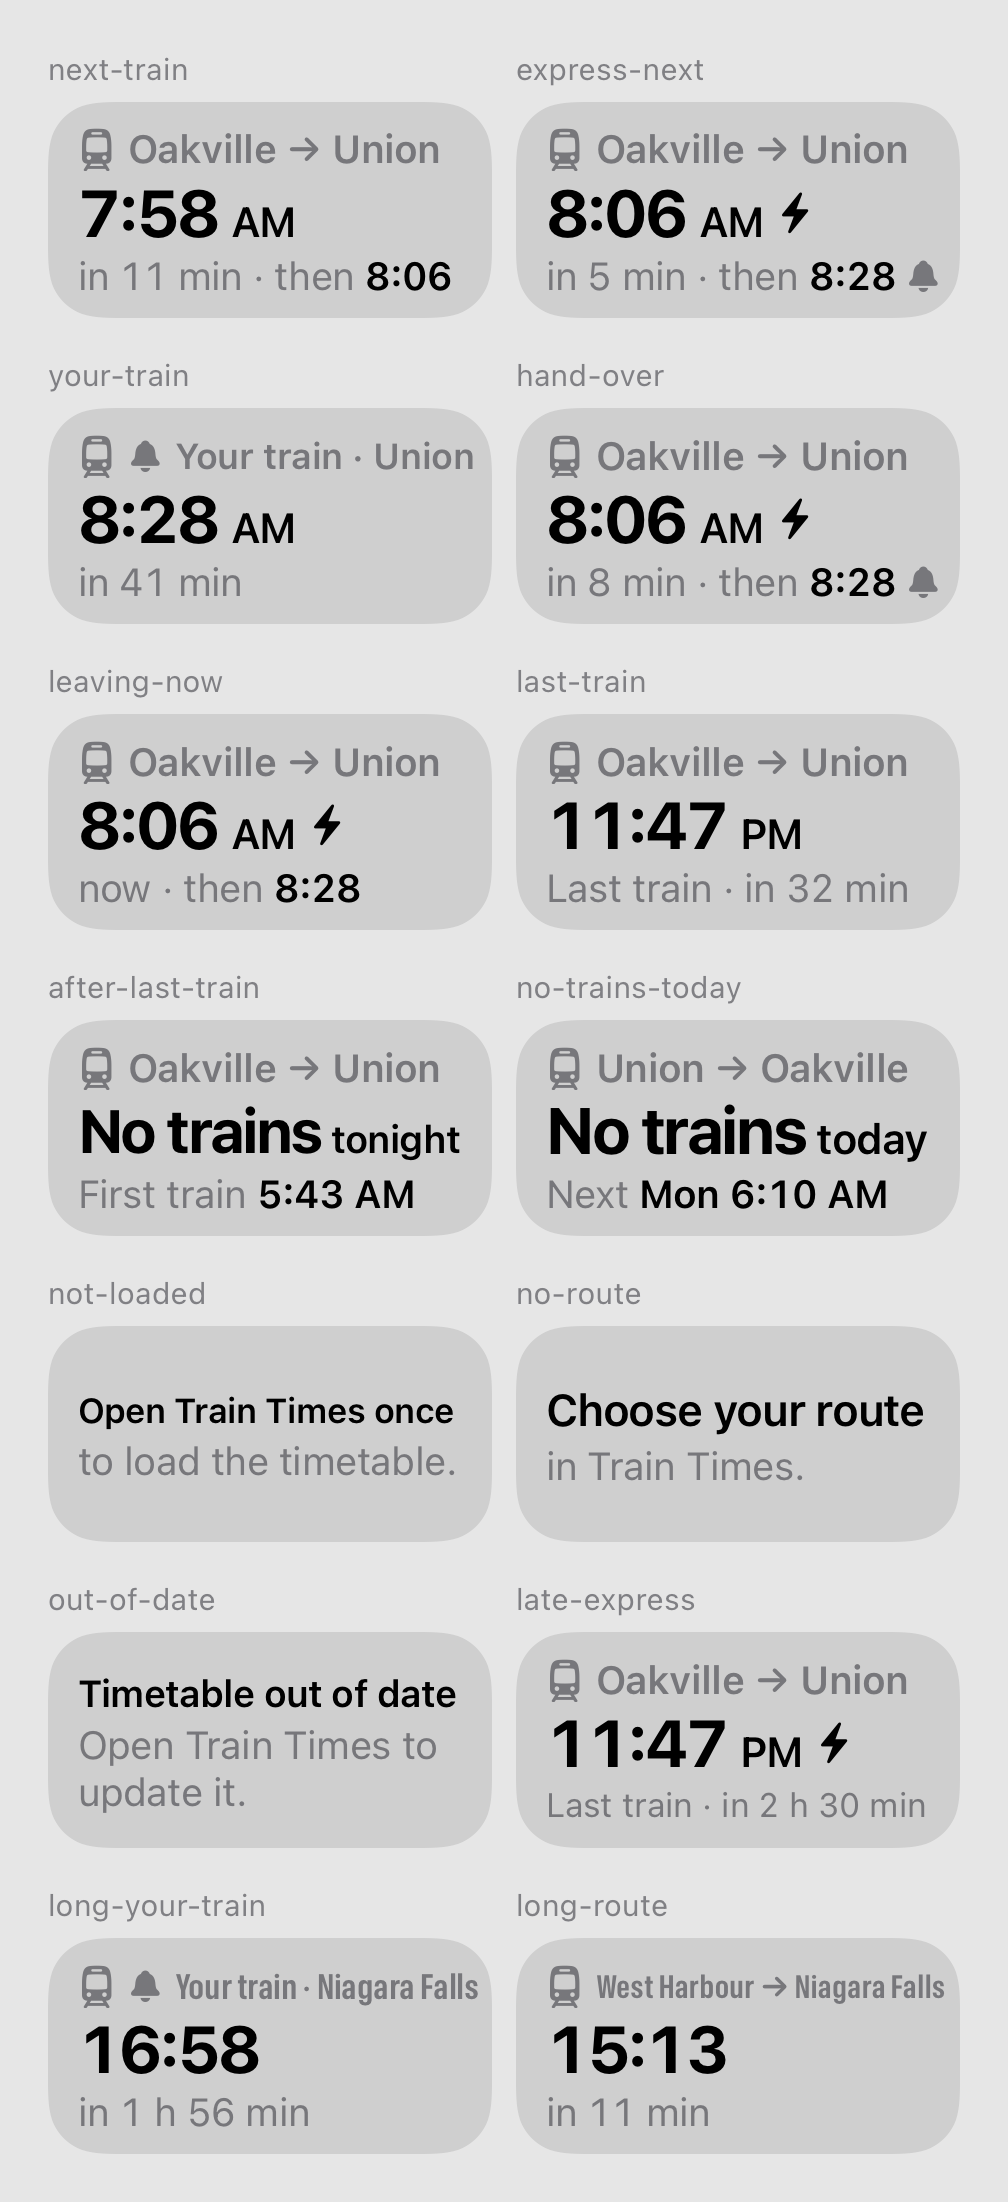 next-train
Oakville → Union
7:58 AM
in 11 min · then 8:06
express-next
Oakville → Union
8:06 AM
in 5 min · then 8:28
your-train
Your train · Union
8:28 AM
in 41 min
hand-over
Oakville → Union
8:06 AM
in 8 min · then 8:28
leaving-now
Oakville → Union
8:06 AM
now · then 8:28
last-train
Oakville → Union
11:47 PM
Last train · in 32 min
after-last-train
Oakville → Union
No trains tonight
First train 5:43 AM
no-trains-today
Union → Oakville
No trains today
Next Mon 6:10 AM
not-loaded
Open Train Times once
to load the timetable.
no-route
Choose your route
in Train Times.
out-of-date
Timetable out of date
Open Train Times to
update it.
late-express
Oakville → Union
11:47 PM
Last train · in 2 h 30 min
long-your-train
Your train · Niagara Falls
16:58
in 1 h 56 min
long-route
West Harbour → Niagara Falls
15:13
in 11 min